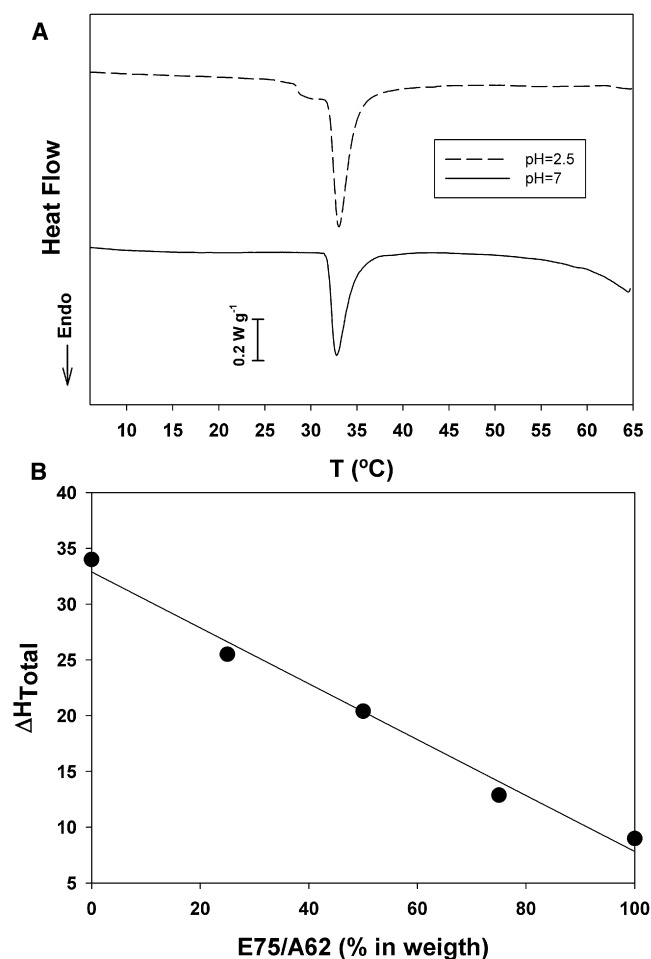 A
Heat Flow
Endo
pH=2.5
pH=7
0.2 W g⁻¹
10 15 20 25 30 35 40 45 50 55 60 65
T (ºC)
B
40
35
30
25
20
15
10
5
ΔHTotal
0 20 40 60 80 100
E75/A62 (% in weigth)